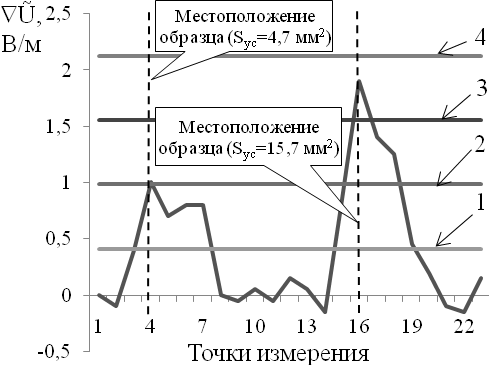 ∇Ũ,
В/м
2,5
2
1,5
1
0,5
0
-0,5
Местоположение
образца (Sус=4,7 мм²)
Местоположение
образца (Sус=15,7 мм²)
4
3
2
1
1 4 7 10 13 16 19 22
Точки измерения